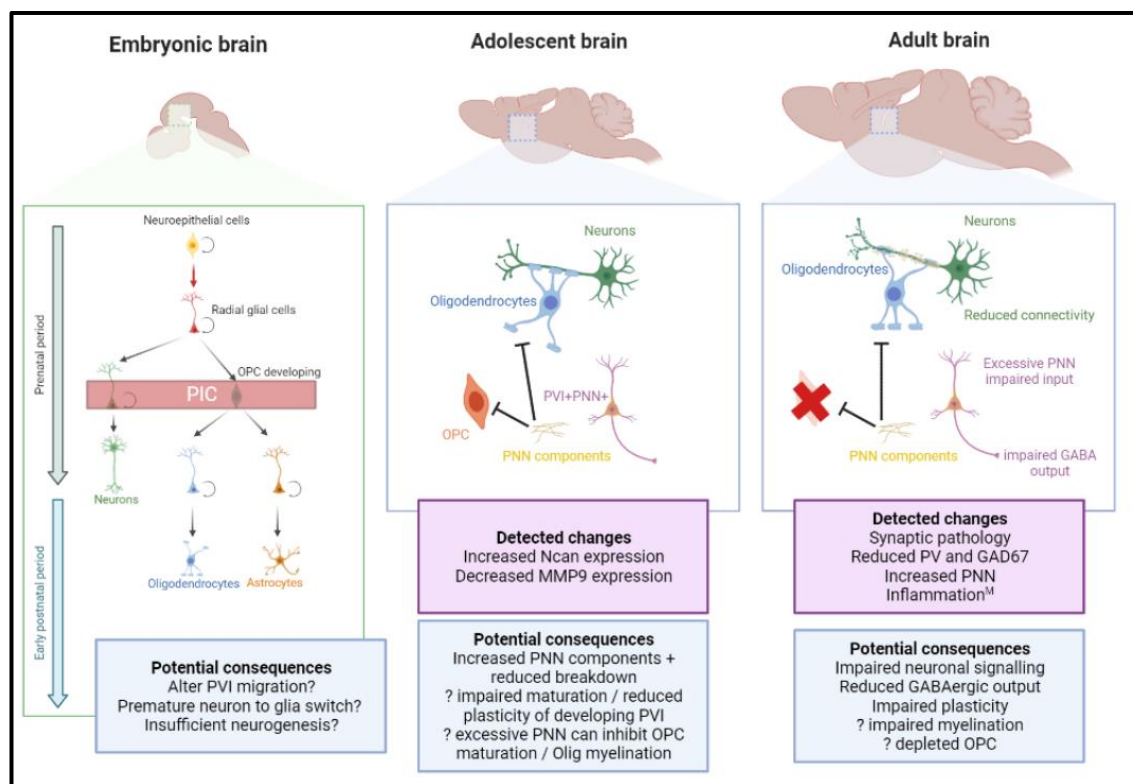 Embryonic brain
Adolescent brain
Adult brain
Prenatal period
Early postnatal period
Neuroepithelial cells
Radial glial cells
OPC developing
PIC
Neurons
Oligodendrocytes
Astrocytes
Potential consequences
Alter PVI migration?
Premature neuron to glia switch?
Insufficient neurogenesis?
Neurons
Oligodendrocytes
OPC
PVI+PNN+
PNN components
Detected changes
Increased Ncan expression
Decreased MMP9 expression
Potential consequences
Increased PNN components +
reduced breakdown
? impaired maturation / reduced
plasticity of developing PVI
? excessive PNN can inhibit OPC
maturation / Olig myelination
Neurons
Oligodendrocytes
Reduced connectivity
Excessive PNN
impaired input
PNN components
impaired GABA
output
Detected changes
Synaptic pathology
Reduced PV and GAD67
Increased PNN
Inflammationᴹ
Potential consequences
Impaired neuronal signalling
Reduced GABAergic output
Impaired plasticity
? impaired myelination
? depleted OPC